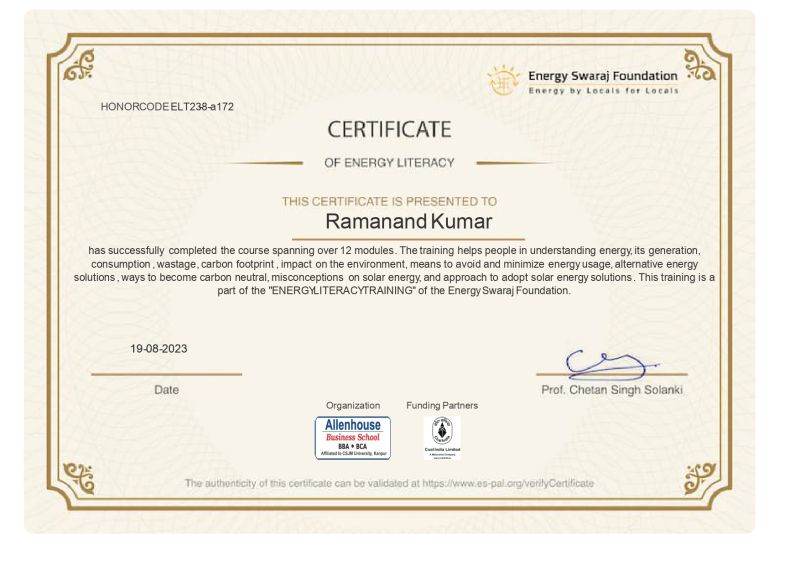 Energy Swaraj Foundation
Energy by Locals for Locals
HONORCODE ELT238-a172
CERTIFICATE
OF ENERGY LITERACY
THIS CERTIFICATE IS PRESENTED TO
Ramanand Kumar
has successfully completed the course spanning over 12 modules. The training helps people in understanding energy, its generation,
consumption, wastage, carbon footprint, impact on the environment, means to avoid and minimize energy usage, alternative energy
solutions, ways to become carbon neutral, misconceptions on solar energy, and approach to adopt solar energy solutions. This training is a
part of the "ENERGYLITERACYTRAINING" of the Energy Swaraj Foundation.
19-08-2023
Date
Prof. Chetan Singh Solanki
Organization
Funding Partners
Allenhouse
Business School
BBA • BCA
Affiliated to CSJM University, Kanpur
Coal India Limited
The authenticity of this certificate can be validated at https://www.es-pal.org/verifyCertificate